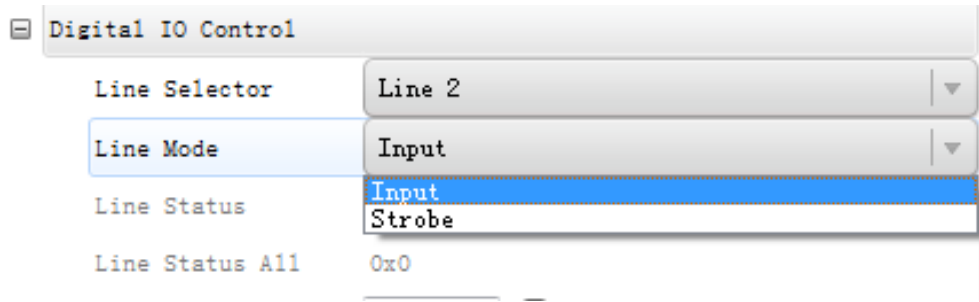 Digital IO Control
Line Selector Line 2
Line Mode Input
Input
Line Status
Strobe
Line Status All 0x0